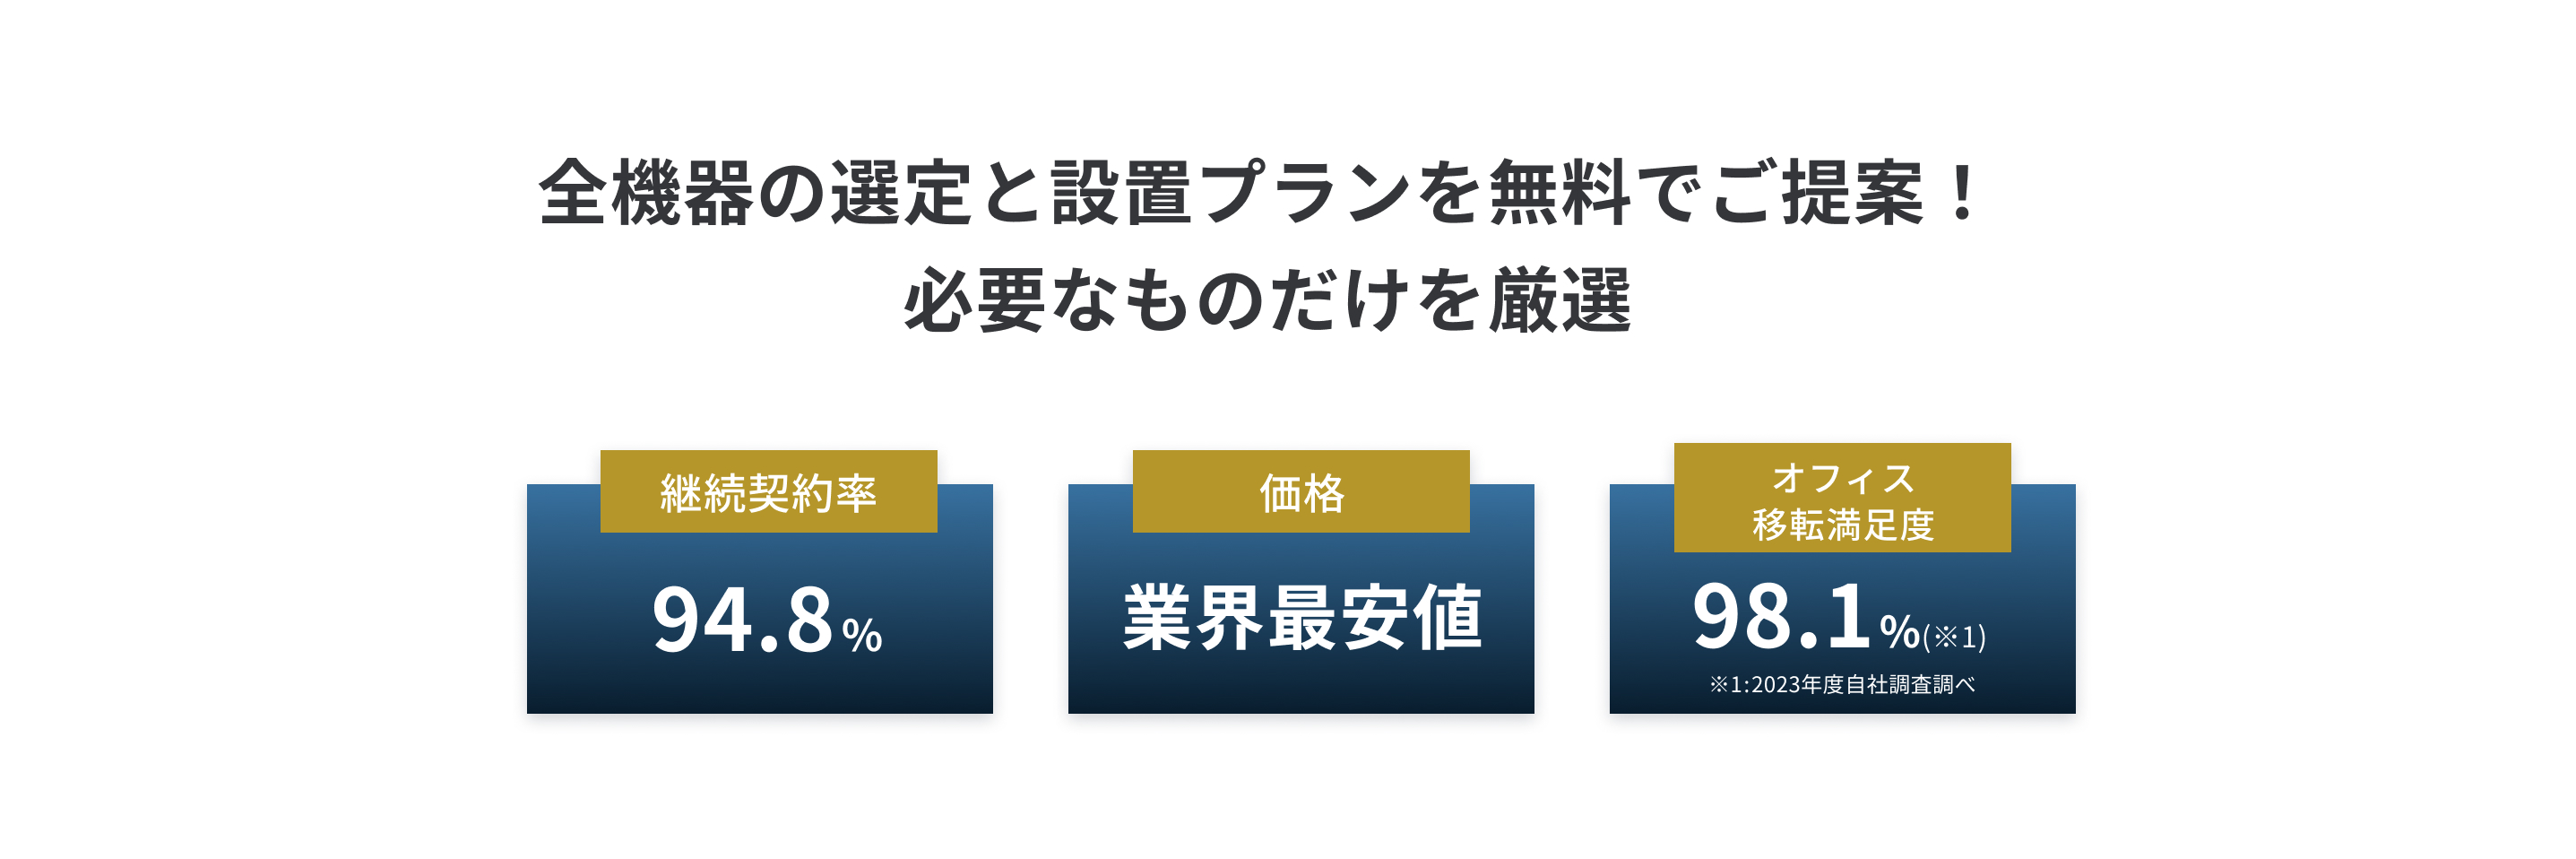 全機器の選定と設置プランを無料でご提案！
必要なものだけを厳選
継続契約率
94.8%
価格
業界最安値
オフィス
移転満足度
98.1%(※1)
※1:2023年度自社調査調べ